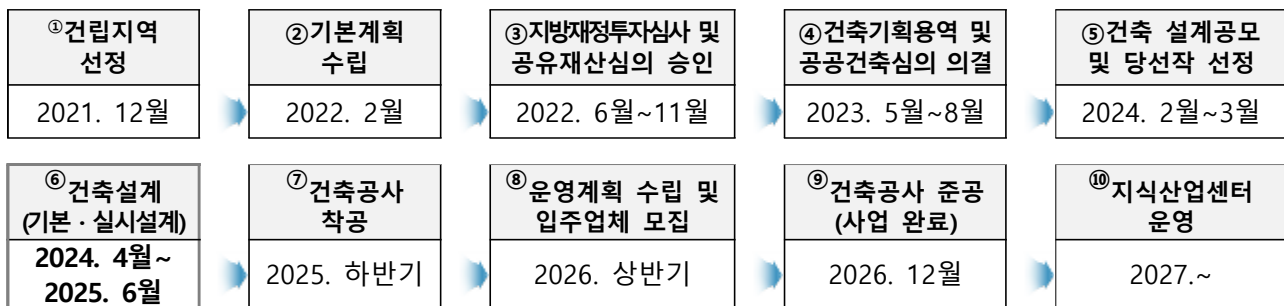 ①건립지역
선정
2021. 12월
②기본계획
수립
2022. 2월
③지방재정투자심사 및
공유재산심의 승인
2022. 6월~11월
④건축기획용역 및
공공건축심의 의결
2023. 5월~8월
⑤건축 설계공모
및 당선작 선정
2024. 2월~3월
⑥건축설계
(기본·실시설계)
2024. 4월~
2025. 6월
⑦건축공사
착공
2025. 하반기
⑧운영계획 수립 및
입주업체 모집
2026. 상반기
⑨건축공사 준공
(사업 완료)
2026. 12월
⑩지식산업센터
운영
2027.~